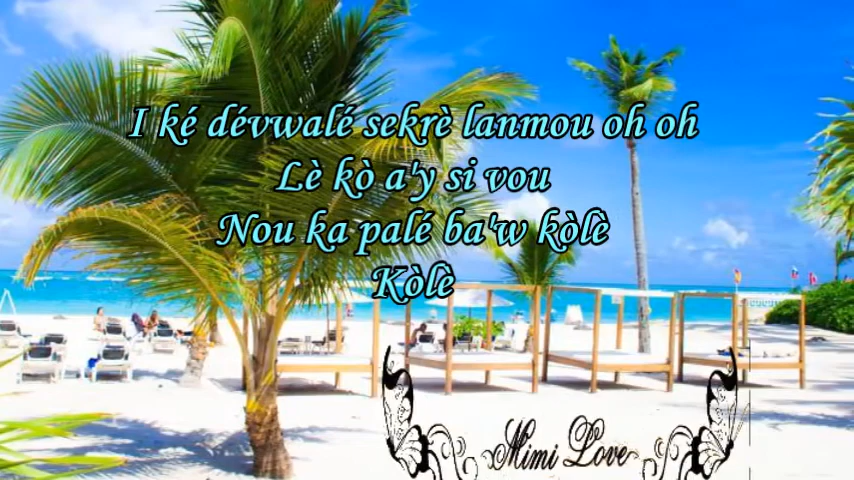 I ké dévwalé sekrè lanmou oh oh
Lè kò a'y si vou
Nou ka palé ba'w kòlè
Kòlè
Mimi Love